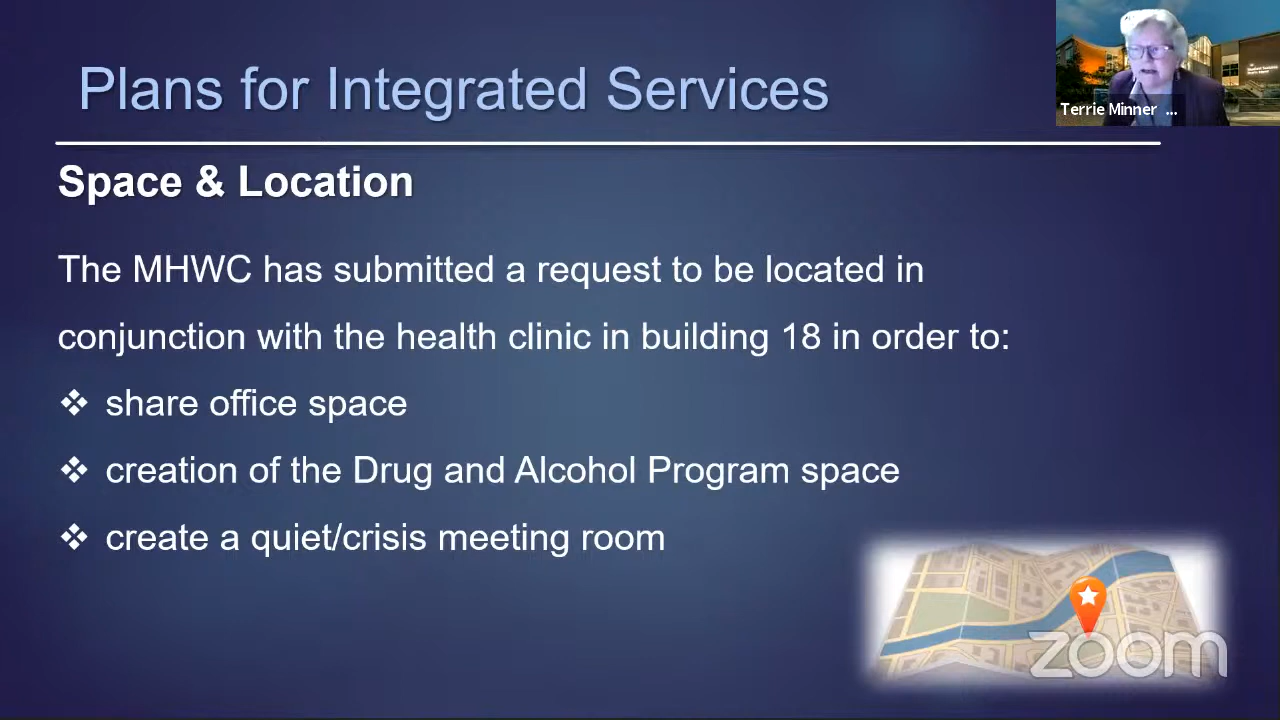 Plans for Integrated Services
Terrie Minner ...
Space & Location
The MHWC has submitted a request to be located in
conjunction with the health clinic in building 18 in order to:
❖ share office space
❖ creation of the Drug and Alcohol Program space
❖ create a quiet/crisis meeting room
zoom